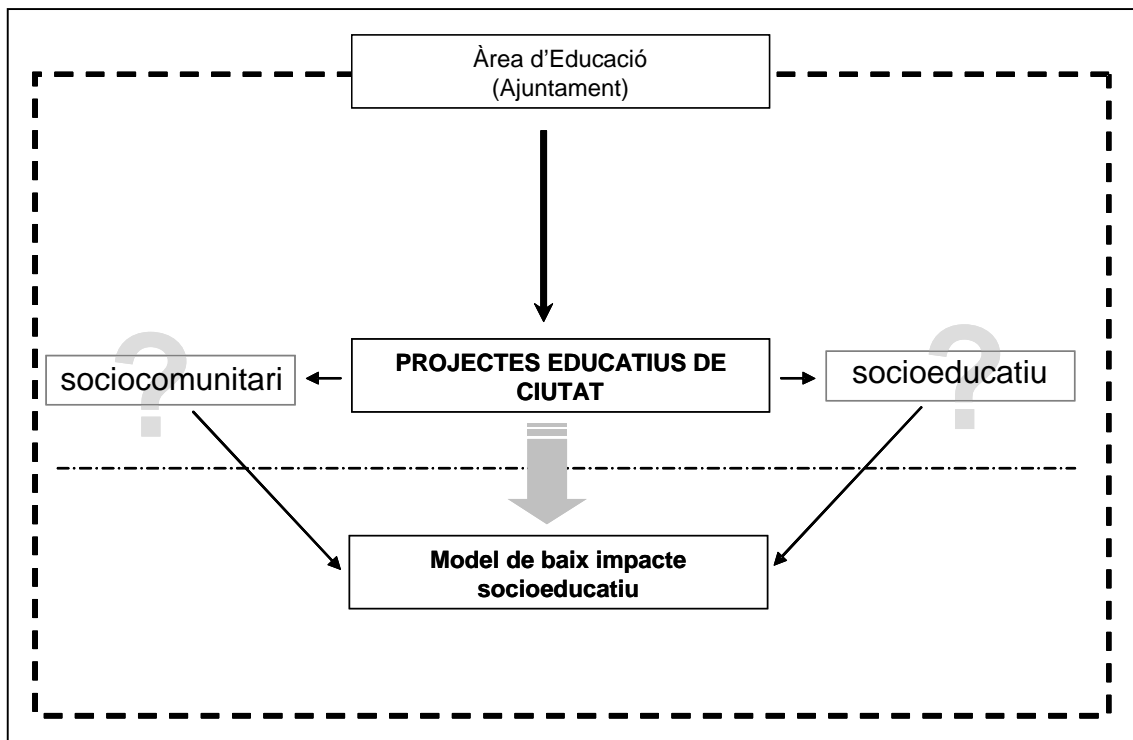 Àrea d’Educació
(Ajuntament)
?
sociocomunitari
PROJECTES EDUCATIUS DE
CIUTAT
?
socioeducatiu
Model de baix impacte
socioeducatiu